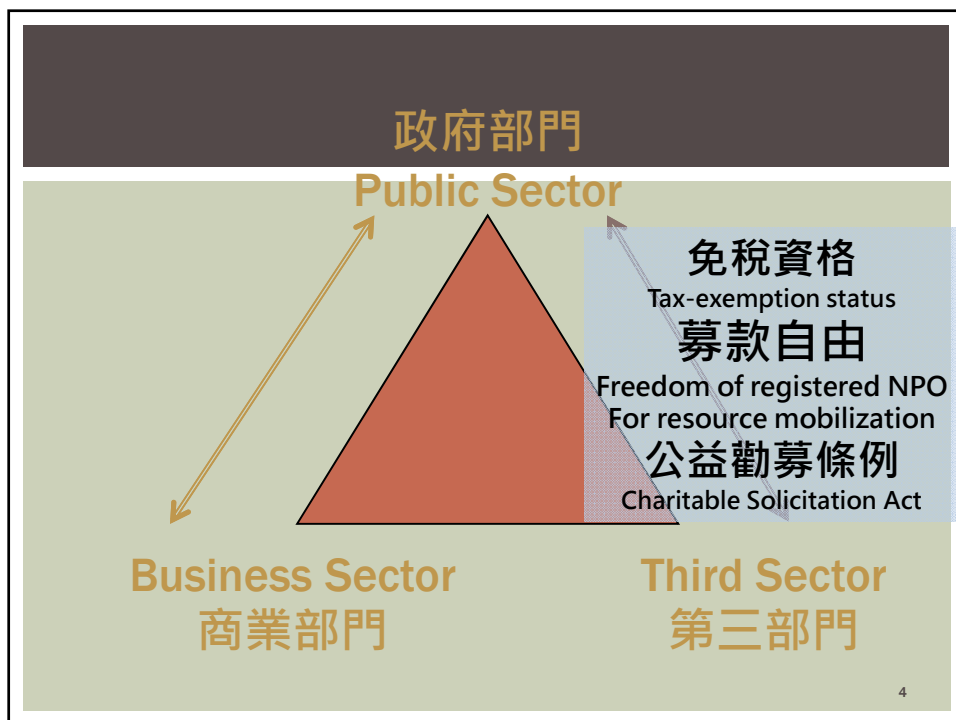 政府部門
Public Sector
免稅資格
Tax-exemption status
募款自由
Freedom of registered NPO
For resource mobilization
公益勸募條例
Charitable Solicitation Act
Business Sector
商業部門
Third Sector
第三部門
4